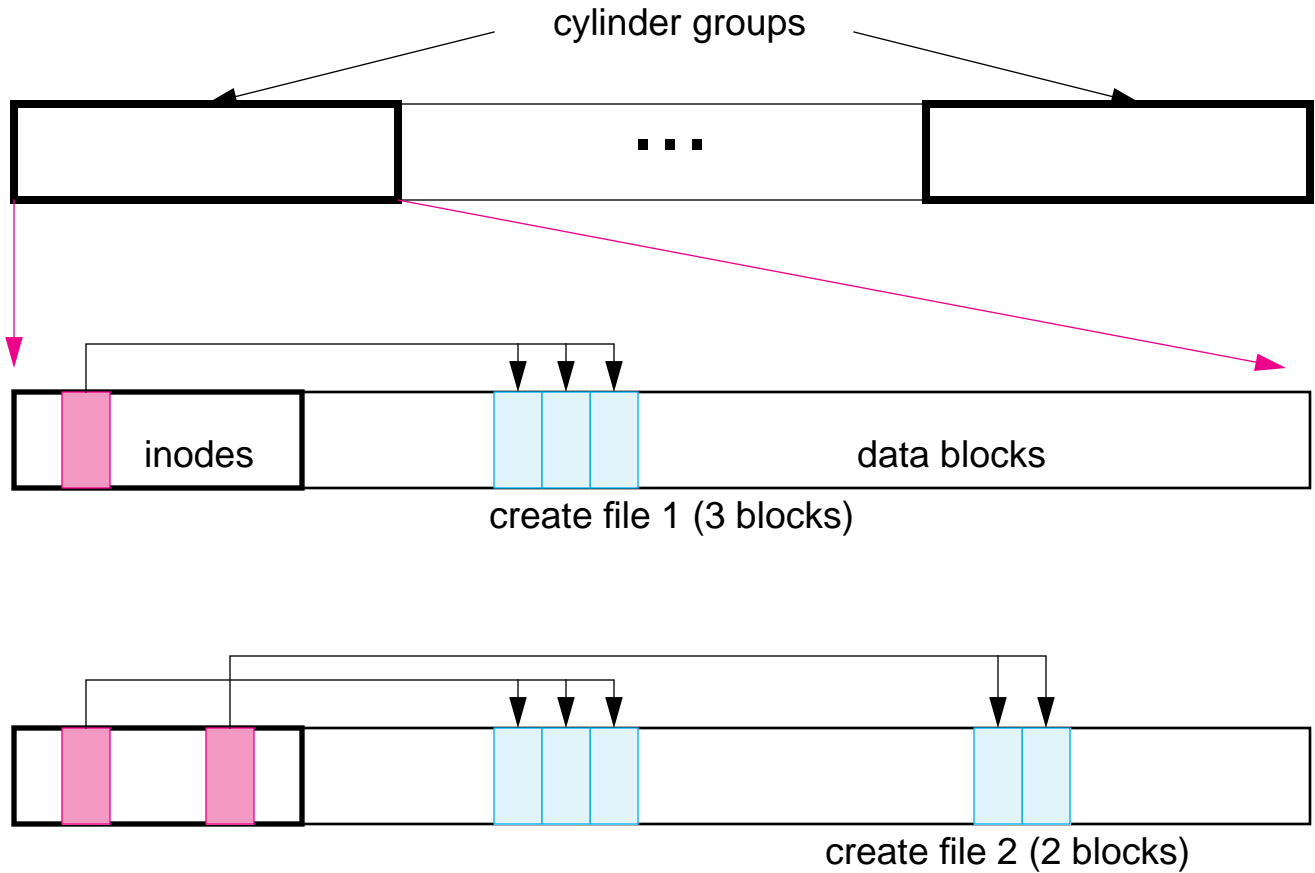 cylinder groups
inodes
data blocks
create file 1 (3 blocks)
create file 2 (2 blocks)